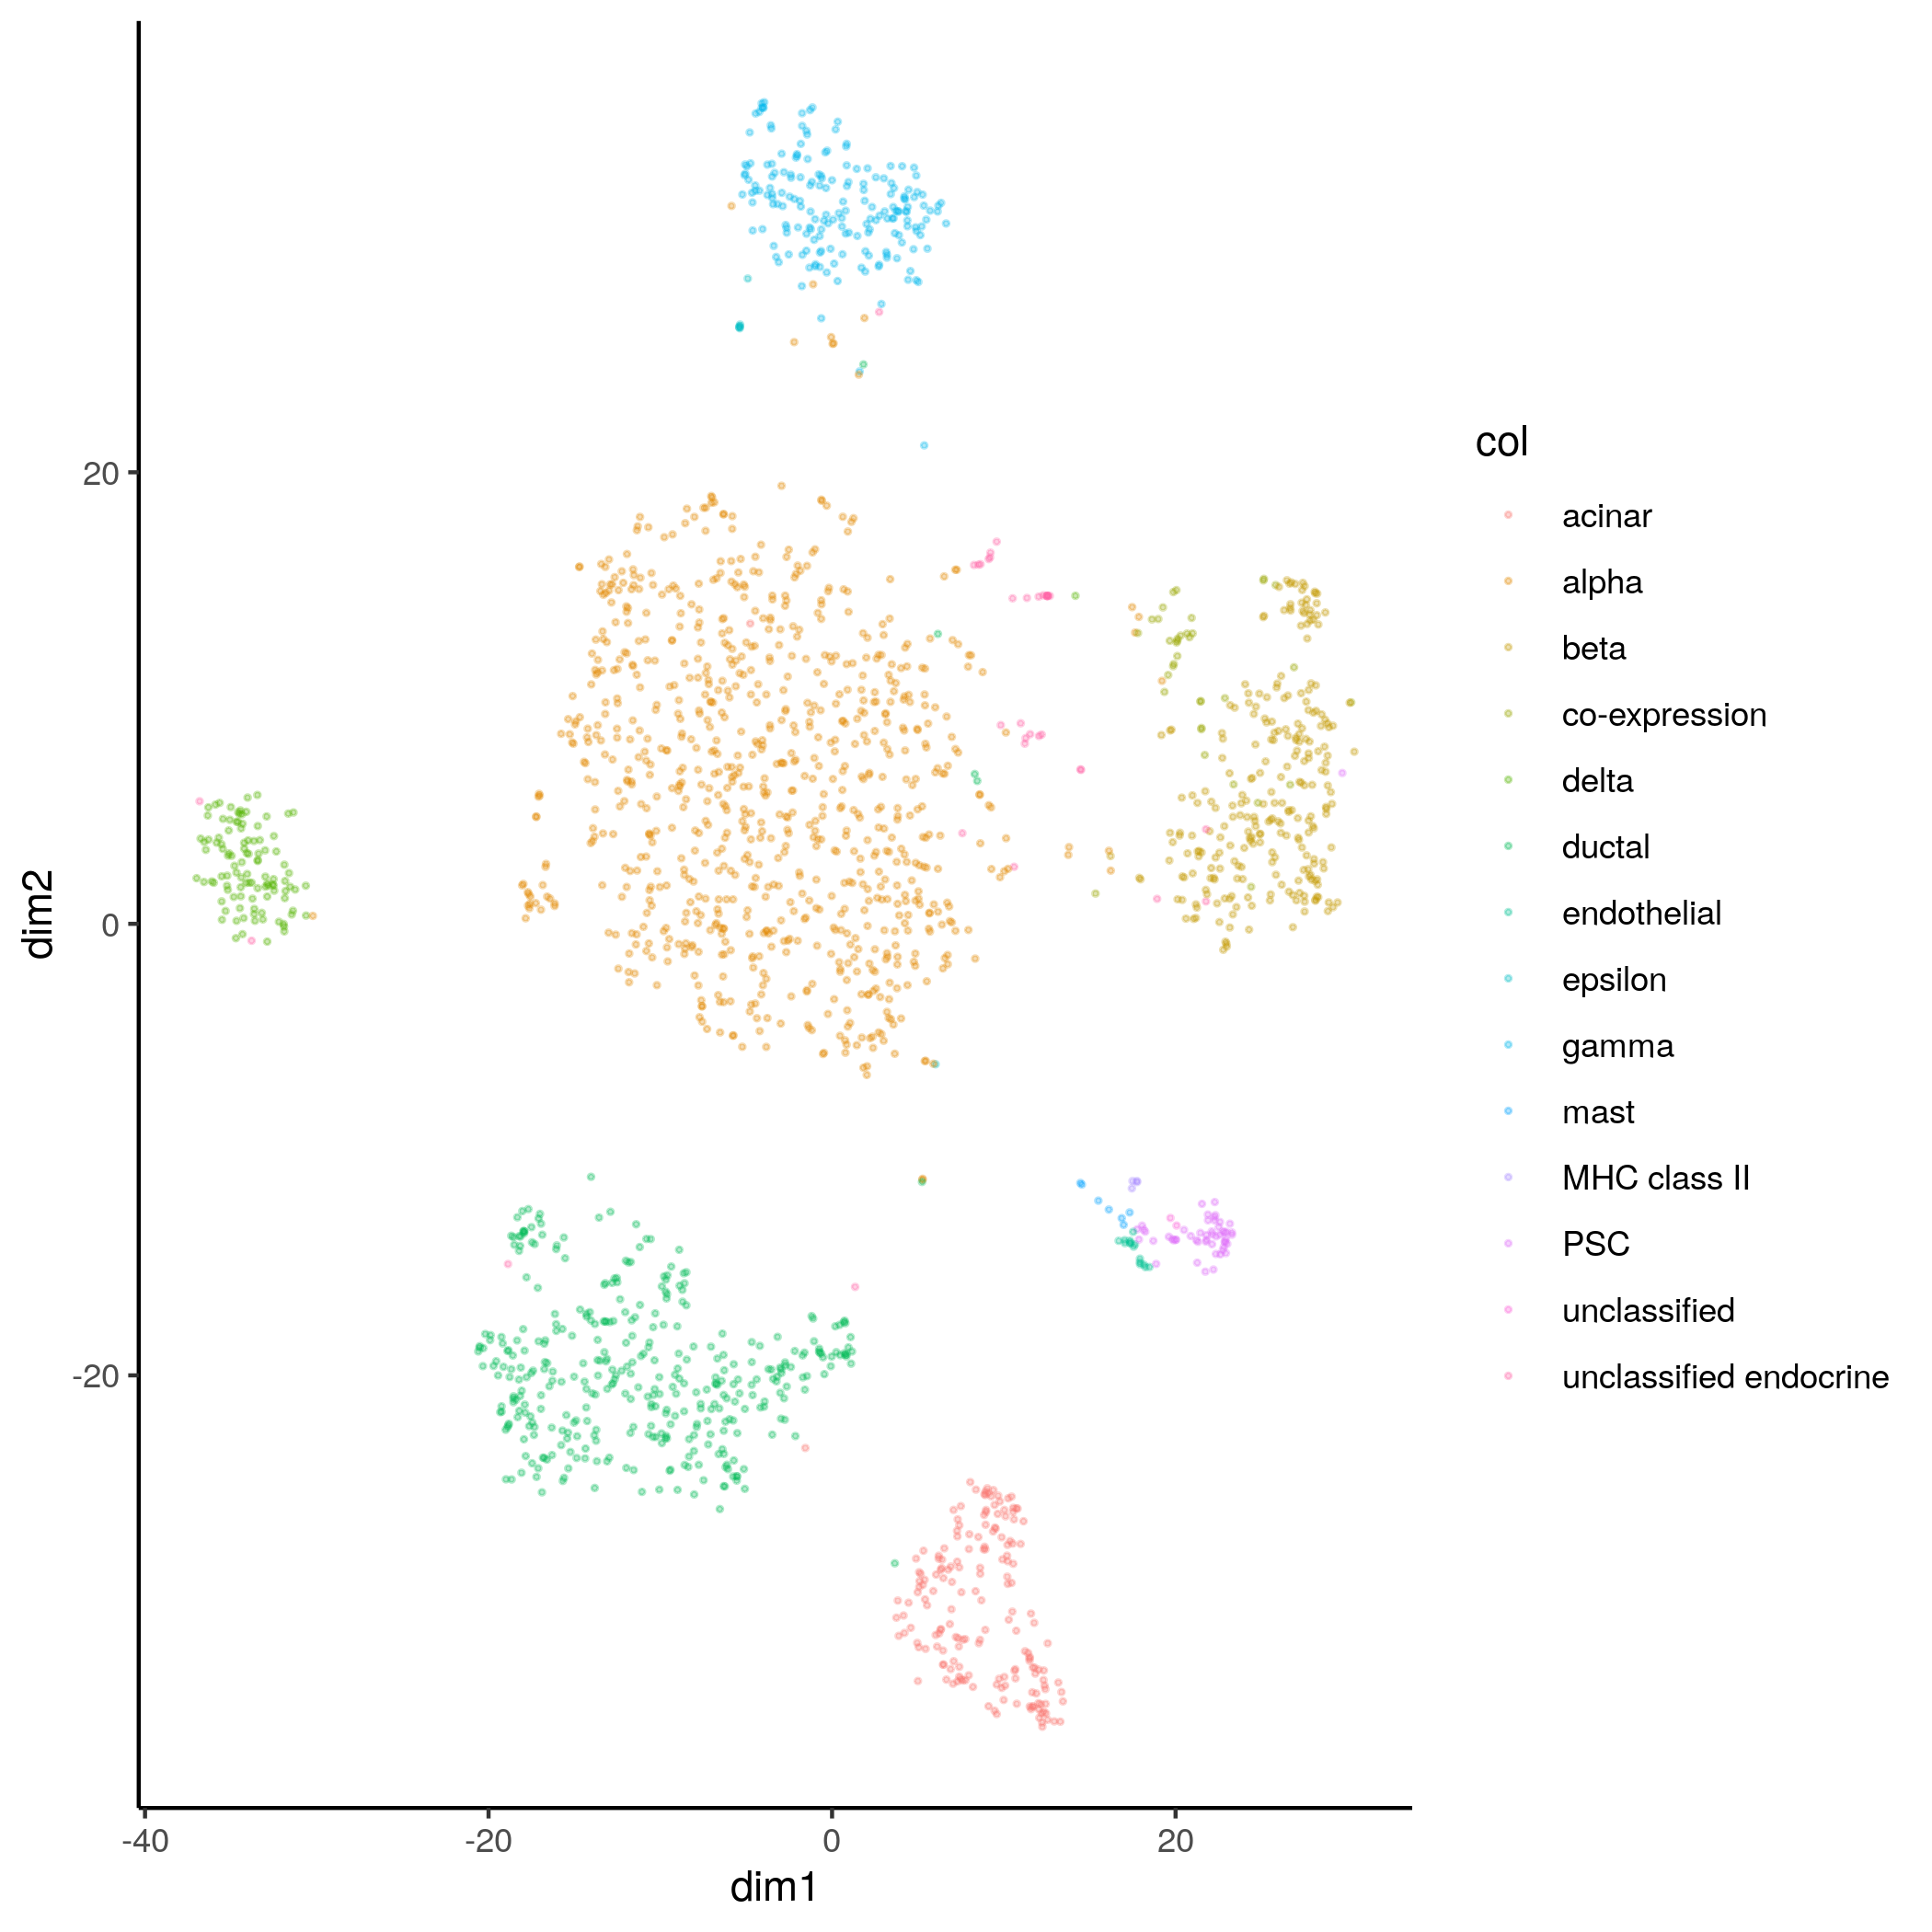 col
acinar
alpha
beta
co-expression
delta
ductal
endothelial
epsilon
gamma
mast
MHC class II
PSC
unclassified
unclassified endocrine
dim2
20
0
-20
-40
-20
0
20
dim1